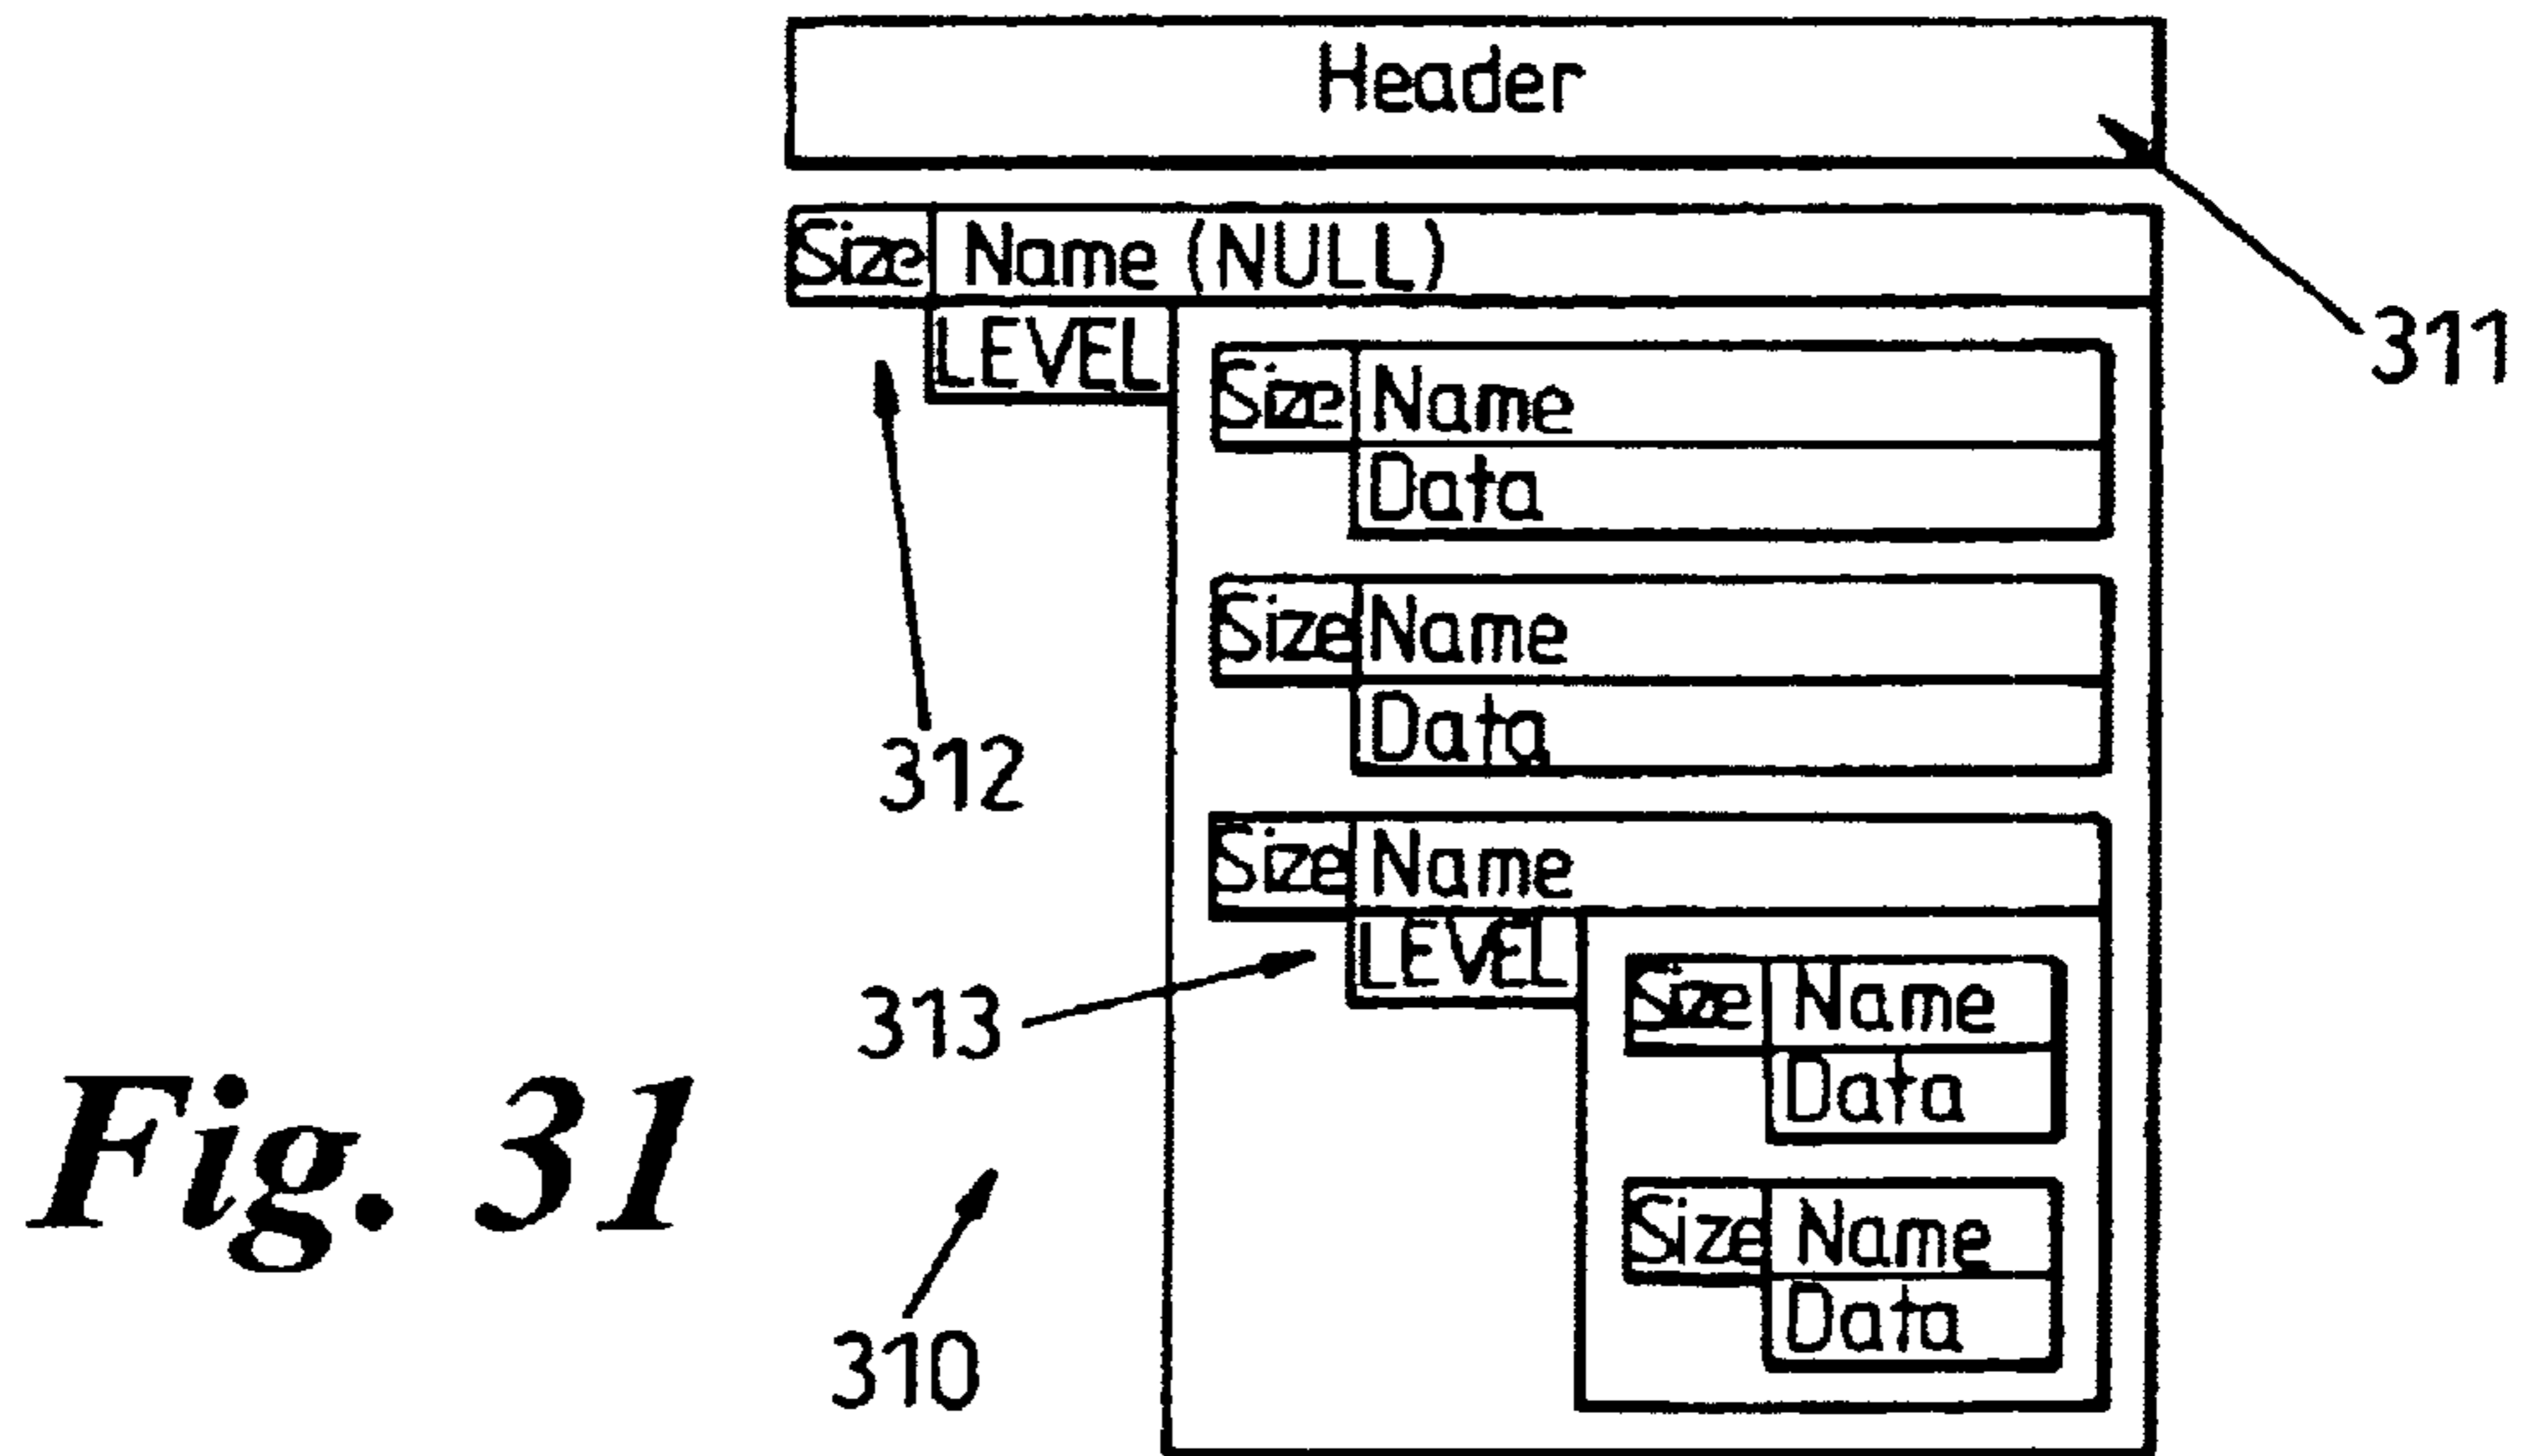 Header
Size Name (NULL)
LEVEL
311
Size Name
Data
Size Name
Data
312
Size Name
LEVEL
Size Name
Data
313
Size Name
Data
310
Fig. 31